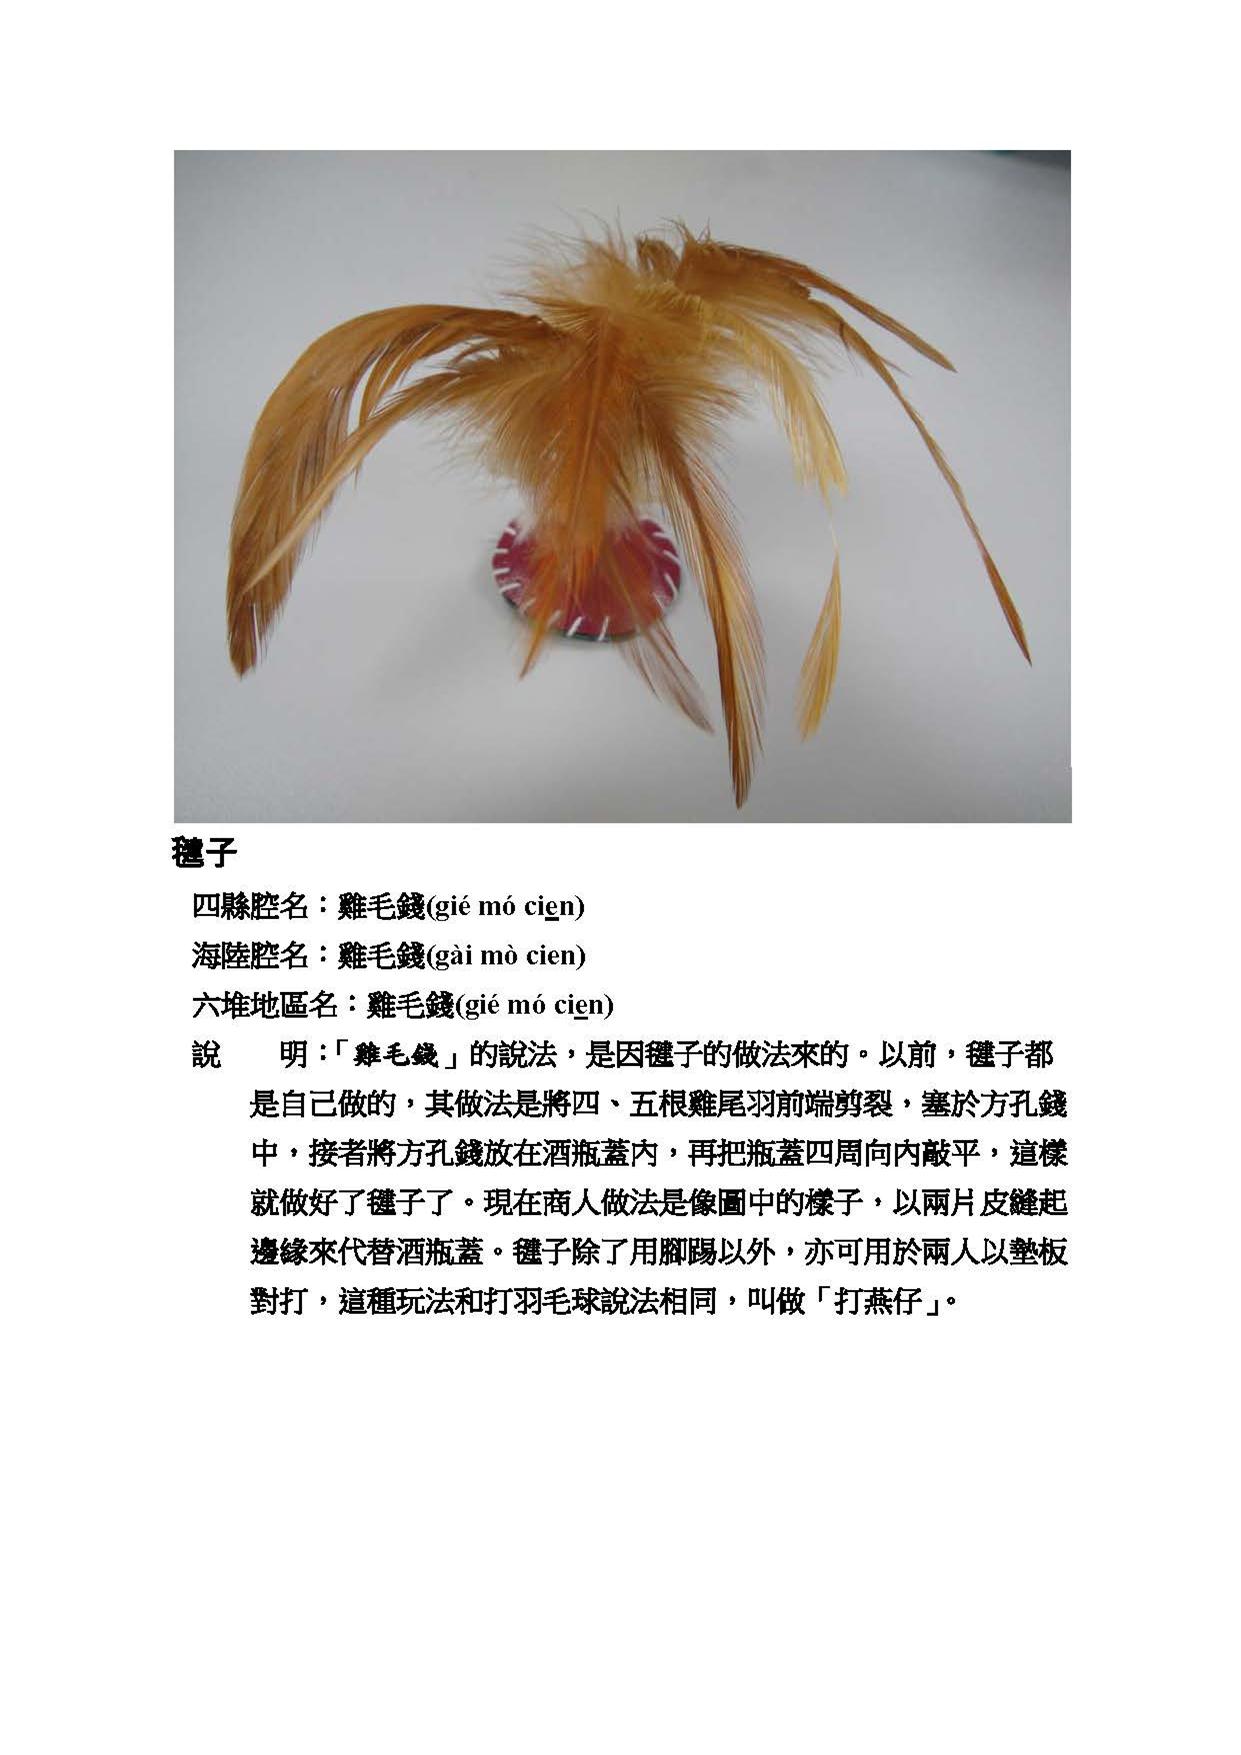 毽子
四縣腔名：雞毛錢(gié mó cien)
海陸腔名：雞毛錢(gài mò cien)
六堆地區名：雞毛錢(gié mó cien)
說　　明：「雞毛錢」的說法，是因毽子的做法來的。以前，毽子都
是自己做的，其做法是將四、五根雞尾羽前端剪裂，塞於方孔錢
中，接者將方孔錢放在酒瓶蓋內，再把瓶蓋四周向內敲平，這樣
就做好了毽子了。現在商人做法是像圖中的樣子，以兩片皮縫起
邊緣來代替酒瓶蓋。毽子除了用腳踢以外，亦可用於兩人以墊板
對打，這種玩法和打羽毛球說法相同，叫做「打燕仔」。